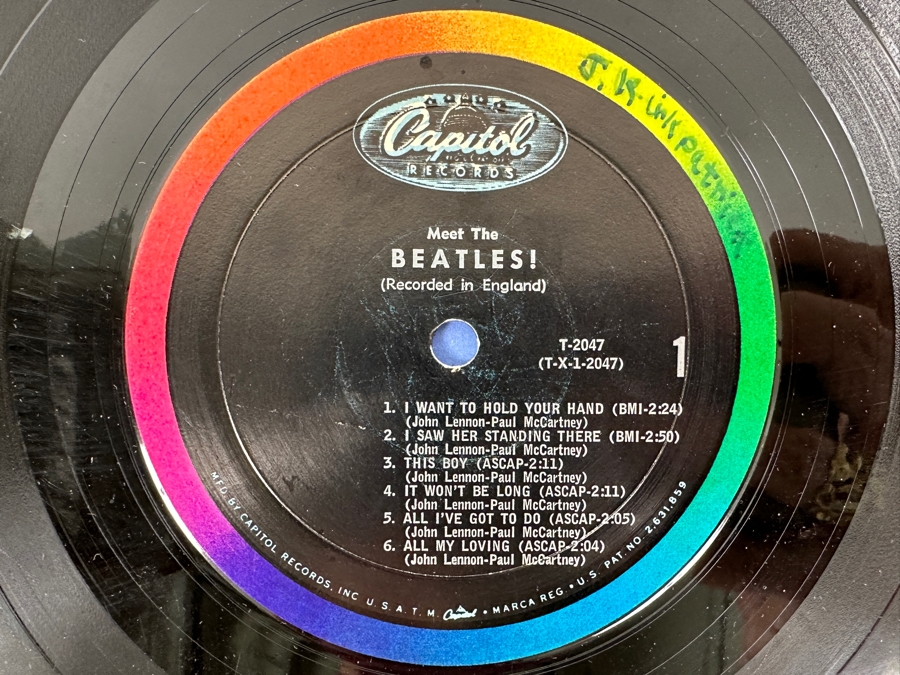 J. Kinkpatrick
Capitol
RECORDS
Meet The
BEATLES!
(Recorded in England)
T-2047
(T-X-1-2047)
1
1. I WANT TO HOLD YOUR HAND (BMI-2:24)
(John Lennon-Paul McCartney)
2. I SAW HER STANDING THERE (BMI-2:50)
(John Lennon-Paul McCartney)
3. THIS BOY (ASCAP-2:11)
(John Lennon-Paul McCartney)
4. IT WON'T BE LONG (ASCAP-2:11)
(John Lennon-Paul McCartney)
5. ALL I'VE GOT TO DO (ASCAP-2:05)
(John Lennon-Paul McCartney)
6. ALL MY LOVING (ASCAP-2:04)
(John Lennon-Paul McCartney)
MFD. BY CAPITOL RECORDS, INC U.S.A. T.M. Capitol • MARCA REG. • U.S. PAT. NO. 2,631,859